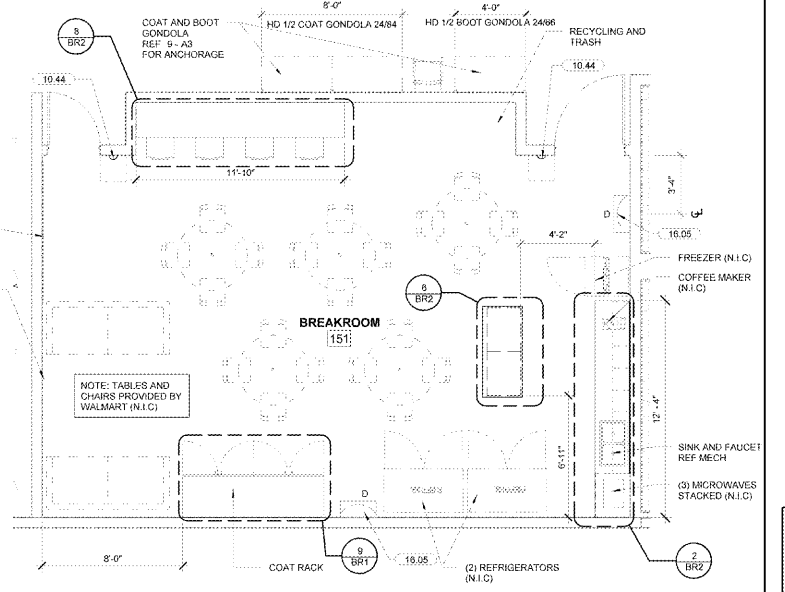 8'-0"
4'-0"
COAT AND BOOT
GONDOLA
REF 9 - A3
FOR ANCHORAGE
HD 1/2 COAT GONDOLA 24/84
HD 1/2 BOOT GONDOLA 24/66
RECYCLING AND
TRASH
8
BR2
10.44
10.44
11'-10"
3'-4"
D
16.05
4'-2"
FREEZER (N.I.C)
COFFEE MAKER
(N.I.C)
6
BR2
BREAKROOM
151
NOTE: TABLES AND
CHAIRS PROVIDED BY
WALMART (N.I.C)
12' - 4"
6'-11"
SINK AND FAUCET
REF MECH
(3) MICROWAVES
STACKED (N.I.C)
D
8'-0"
COAT RACK
9
BR1
16.05
(2) REFRIGERATORS
(N.I.C)
2
BR2